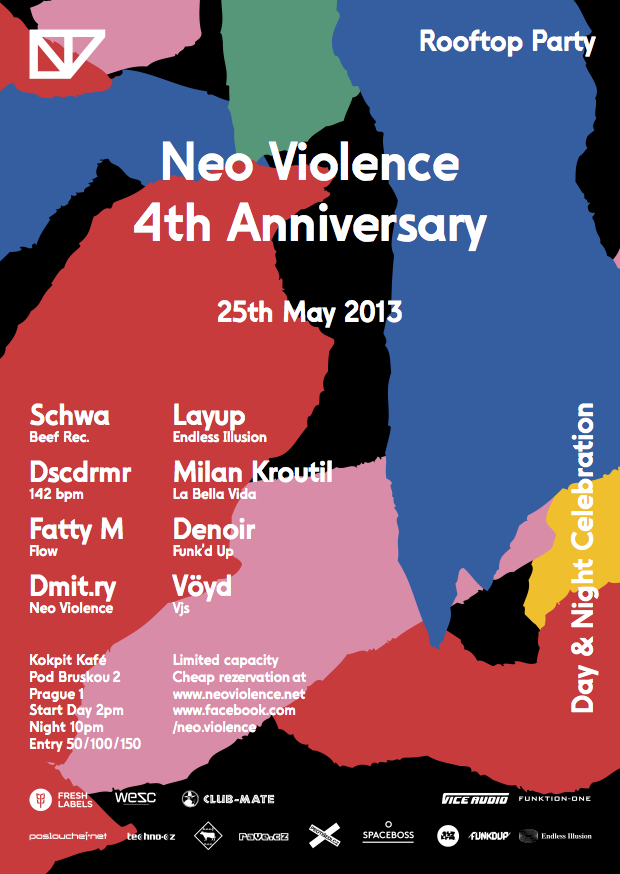 Rooftop Party
Neo Violence
4th Anniversary
25th May 2013
Schwa
Beef Rec.
Dscdrmr
142 bpm
Fatty M
Flow
Dmit.ry
Neo Violence
Layup
Endless Illusion
Milan Kroutil
La Bella Vida
Denoir
Funk'd Up
Vöyd
Vjs
Day & Night Celebration
Kokpit Kafé
Pod Bruskou 2
Prague 1
Start Day 2pm
Night 10pm
Entry 50/100/150
Limited capacity
Cheap rezervation at
www.neoviolence.net
www.facebook.com
/neo.violence
FRESH
LABELS
WeSC
CLUB-MATE
VICE AUDIO
FUNKTION-ONE
poslouchej.net
techno.cz
rave.cz
SPACEBOSS
FUNKDUP
Endless Illusion